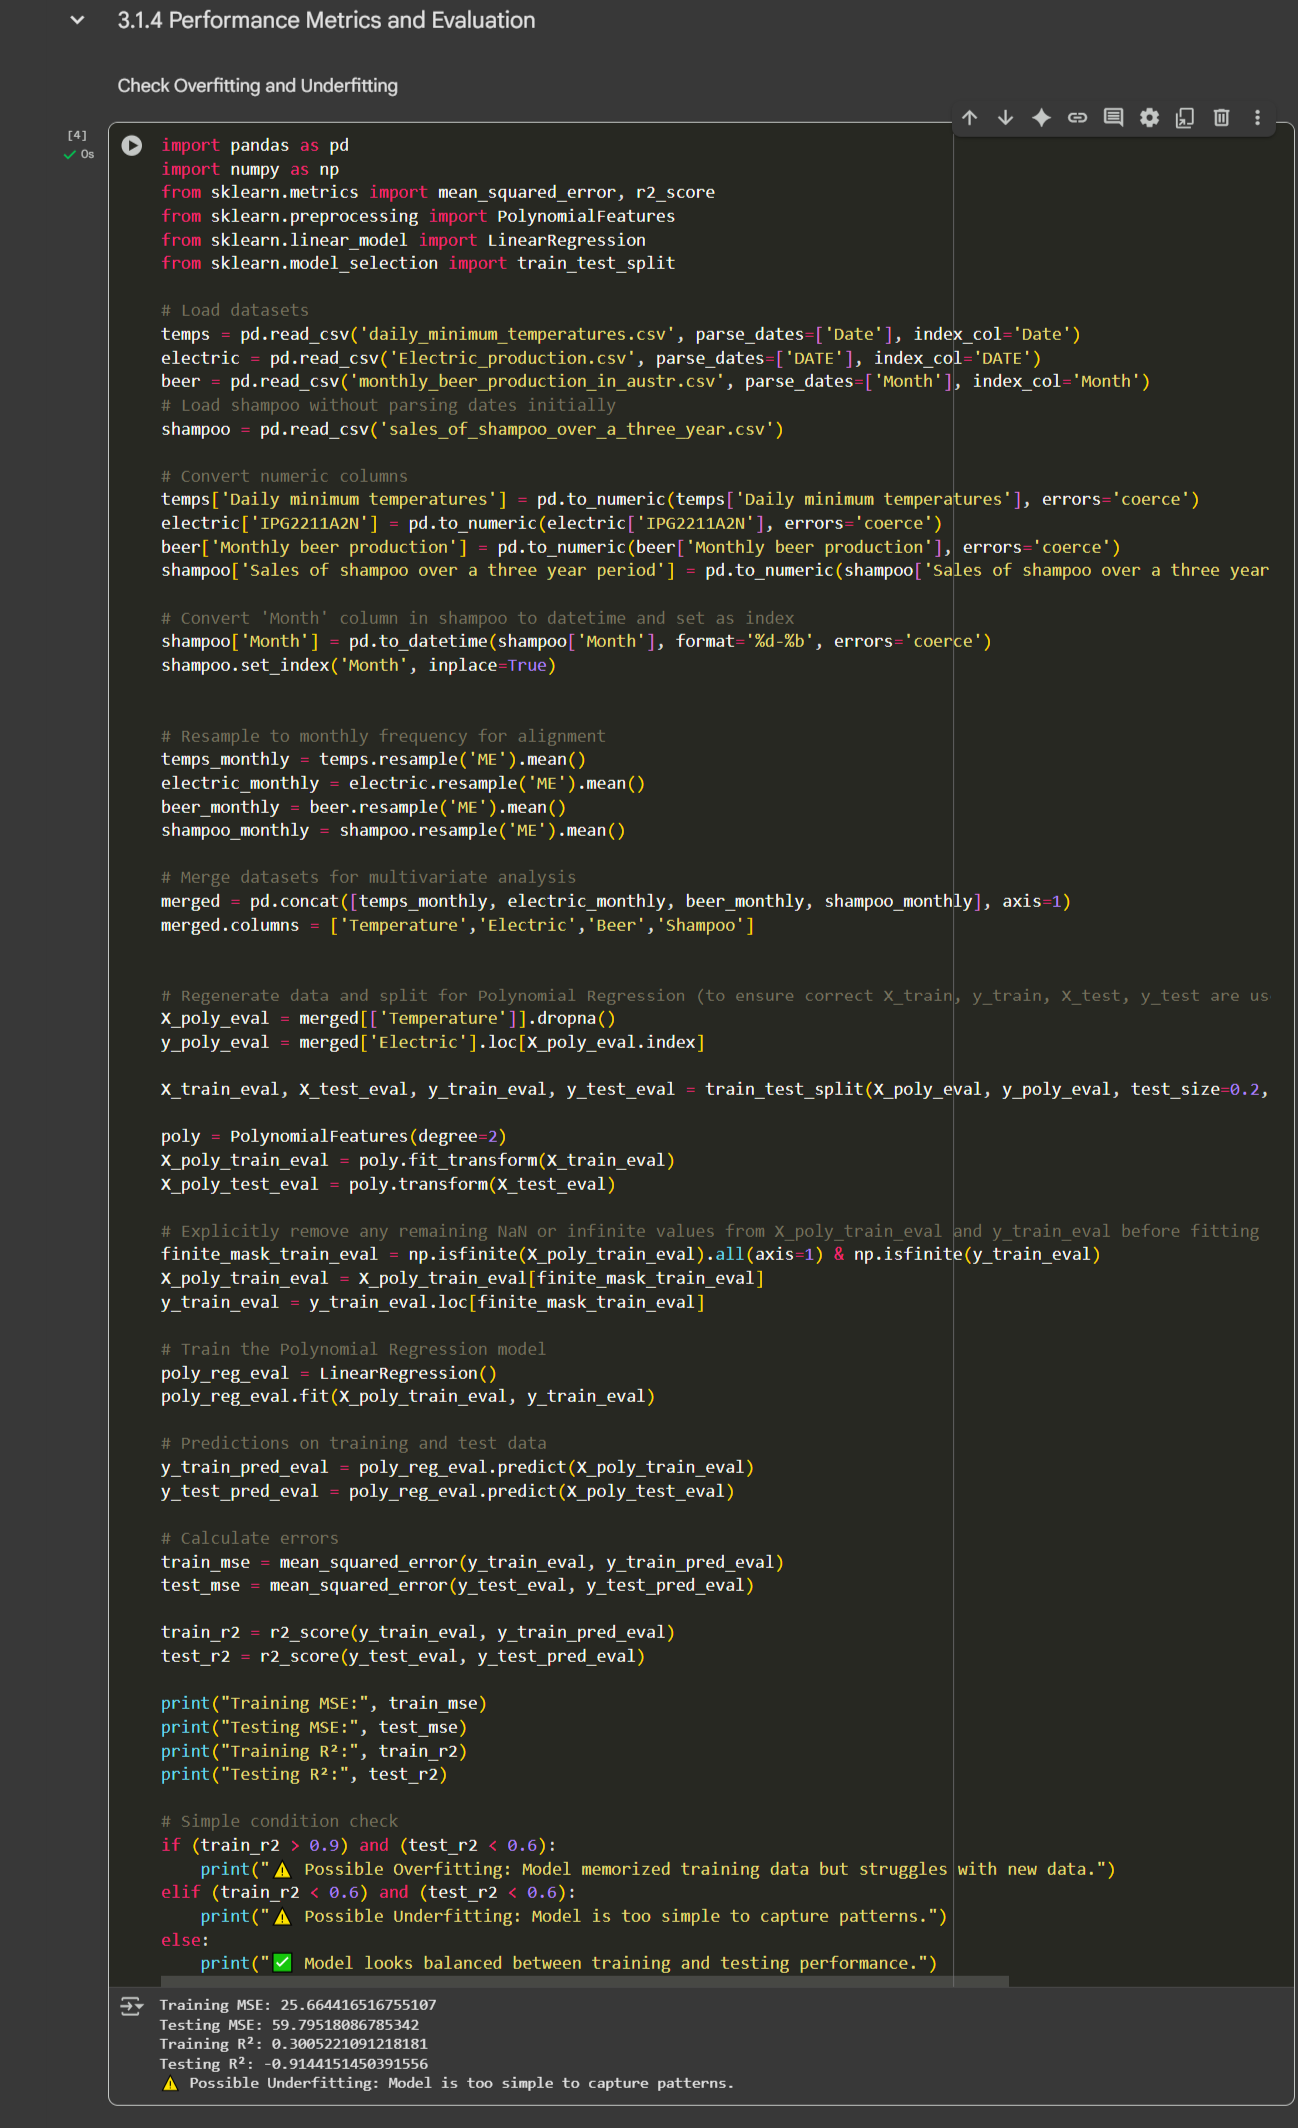 3.1.4 Performance Metrics and Evaluation
Check Overfitting and Underfitting
[4]
0s
import pandas as pd
import numpy as np
from sklearn.metrics import mean_squared_error, r2_score
from sklearn.preprocessing import PolynomialFeatures
from sklearn.linear_model import LinearRegression
from sklearn.model_selection import train_test_split
# Load datasets
temps = pd.read_csv('daily_minimum_temperatures.csv', parse_dates=['Date'], index_col='Date')
electric = pd.read_csv('Electric_production.csv', parse_dates=['DATE'], index_col='DATE')
beer = pd.read_csv('monthly_beer_production_in_austr.csv', parse_dates=['Month'], index_col='Month')
# Load shampoo without parsing dates initially
shampoo = pd.read_csv('sales_of_shampoo_over_a_three_year.csv')
# Convert numeric columns
temps['Daily minimum temperatures'] = pd.to_numeric(temps['Daily minimum temperatures'], errors='coerce')
electric['IPG2211A2N'] = pd.to_numeric(electric['IPG2211A2N'], errors='coerce')
beer['Monthly beer production'] = pd.to_numeric(beer['Monthly beer production'], errors='coerce')
shampoo['Sales of shampoo over a three year period'] = pd.to_numeric(shampoo['Sales of shampoo over a three year
# Convert 'Month' column in shampoo to datetime and set as index
shampoo['Month'] = pd.to_datetime(shampoo['Month'], format='%d-%b', errors='coerce')
shampoo.set_index('Month', inplace=True)
# Resample to monthly frequency for alignment
temps_monthly = temps.resample('ME').mean()
electric_monthly = electric.resample('ME').mean()
beer_monthly = beer.resample('ME').mean()
shampoo_monthly = shampoo.resample('ME').mean()
# Merge datasets for multivariate analysis
merged = pd.concat([temps_monthly, electric_monthly, beer_monthly, shampoo_monthly], axis=1)
merged.columns = ['Temperature','Electric','Beer','Shampoo']
# Regenerate data and split for Polynomial Regression (to ensure correct X_train, y_train, X_test, y_test are us
X_poly_eval = merged[['Temperature']].dropna()
y_poly_eval = merged['Electric'].loc[X_poly_eval.index]
X_train_eval, X_test_eval, y_train_eval, y_test_eval = train_test_split(X_poly_eval, y_poly_eval, test_size=0.2,
poly = PolynomialFeatures(degree=2)
X_poly_train_eval = poly.fit_transform(X_train_eval)
X_poly_test_eval = poly.transform(X_test_eval)
# Explicitly remove any remaining NaN or infinite values from X_poly_train_eval and y_train_eval before fitting
finite_mask_train_eval = np.isfinite(X_poly_train_eval).all(axis=1) & np.isfinite(y_train_eval)
X_poly_train_eval = X_poly_train_eval[finite_mask_train_eval]
y_train_eval = y_train_eval.loc[finite_mask_train_eval]
# Train the Polynomial Regression model
poly_reg_eval = LinearRegression()
poly_reg_eval.fit(X_poly_train_eval, y_train_eval)
# Predictions on training and test data
y_train_pred_eval = poly_reg_eval.predict(X_poly_train_eval)
y_test_pred_eval = poly_reg_eval.predict(X_poly_test_eval)
# Calculate errors
train_mse = mean_squared_error(y_train_eval, y_train_pred_eval)
test_mse = mean_squared_error(y_test_eval, y_test_pred_eval)
train_r2 = r2_score(y_train_eval, y_train_pred_eval)
test_r2 = r2_score(y_test_eval, y_test_pred_eval)
print("Training MSE:", train_mse)
print("Testing MSE:", test_mse)
print("Training R²:", train_r2)
print("Testing R²:", test_r2)
# Simple condition check
if (train_r2 > 0.9) and (test_r2 < 0.6):
    print("⚠️ Possible Overfitting: Model memorized training data but struggles with new data.")
elif (train_r2 < 0.6) and (test_r2 < 0.6):
    print("⚠️ Possible Underfitting: Model is too simple to capture patterns.")
else:
    print("✅ Model looks balanced between training and testing performance.")
Training MSE: 25.664416516755107
Testing MSE: 59.79518086785342
Training R²: 0.3005221091218181
Testing R²: -0.9144151450391556
⚠️ Possible Underfitting: Model is too simple to capture patterns.